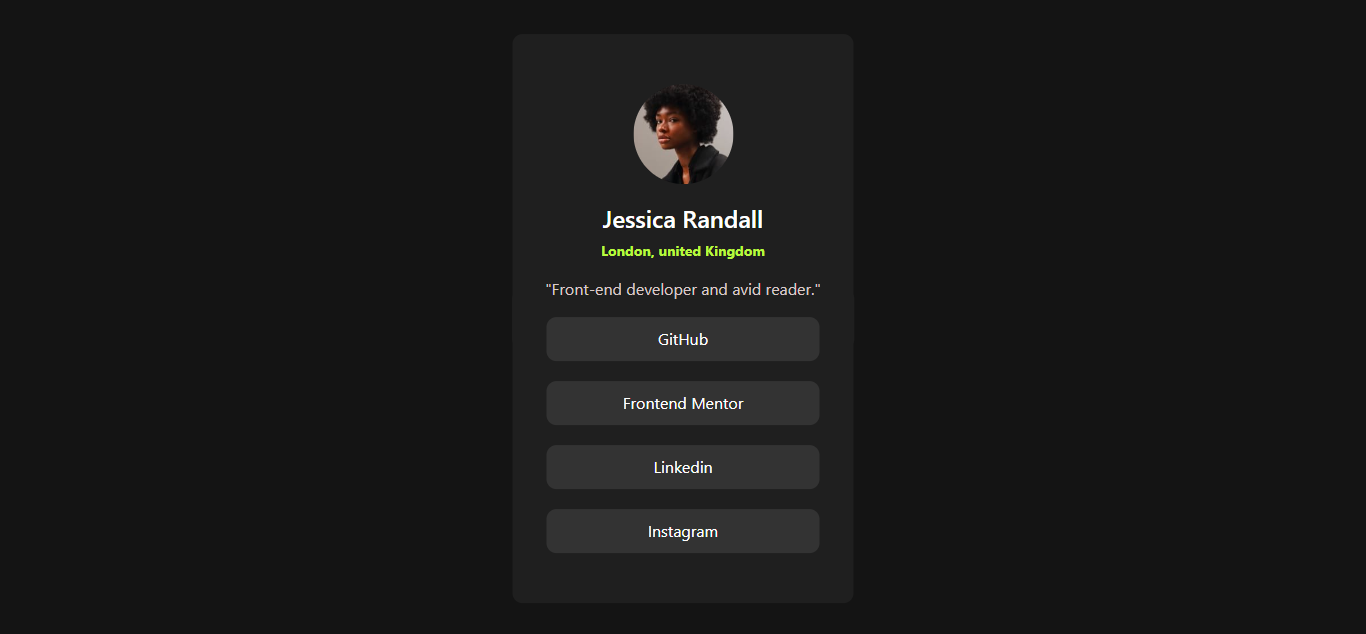 Jessica Randall
London, united Kingdom
"Front-end developer and avid reader."
GitHub
Frontend Mentor
Linkedin
Instagram